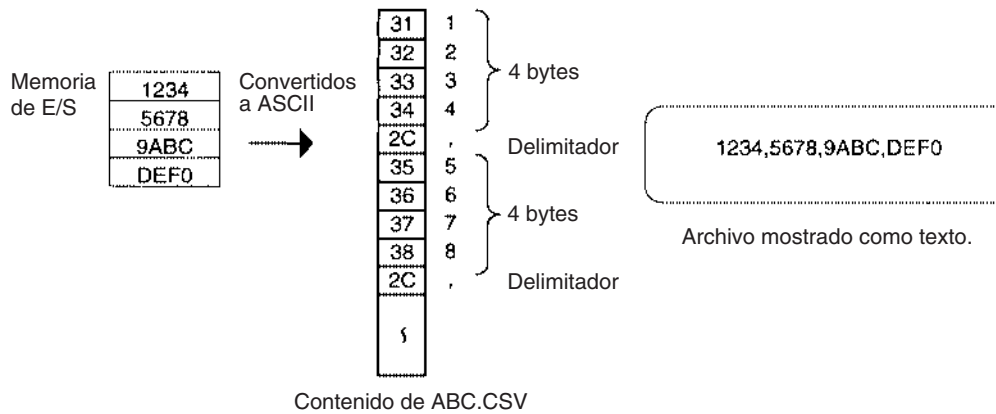 Memoria de E/S
1234
5678
9ABC
DEF0
Convertidos a ASCII
31 1
32 2
33 3
34 4
2C ,
35 5
36 6
37 7
38 8
2C ,
4 bytes
Delimitador
4 bytes
Delimitador
Contenido de ABC.CSV
1234,5678,9ABC,DEF0
Archivo mostrado como texto.